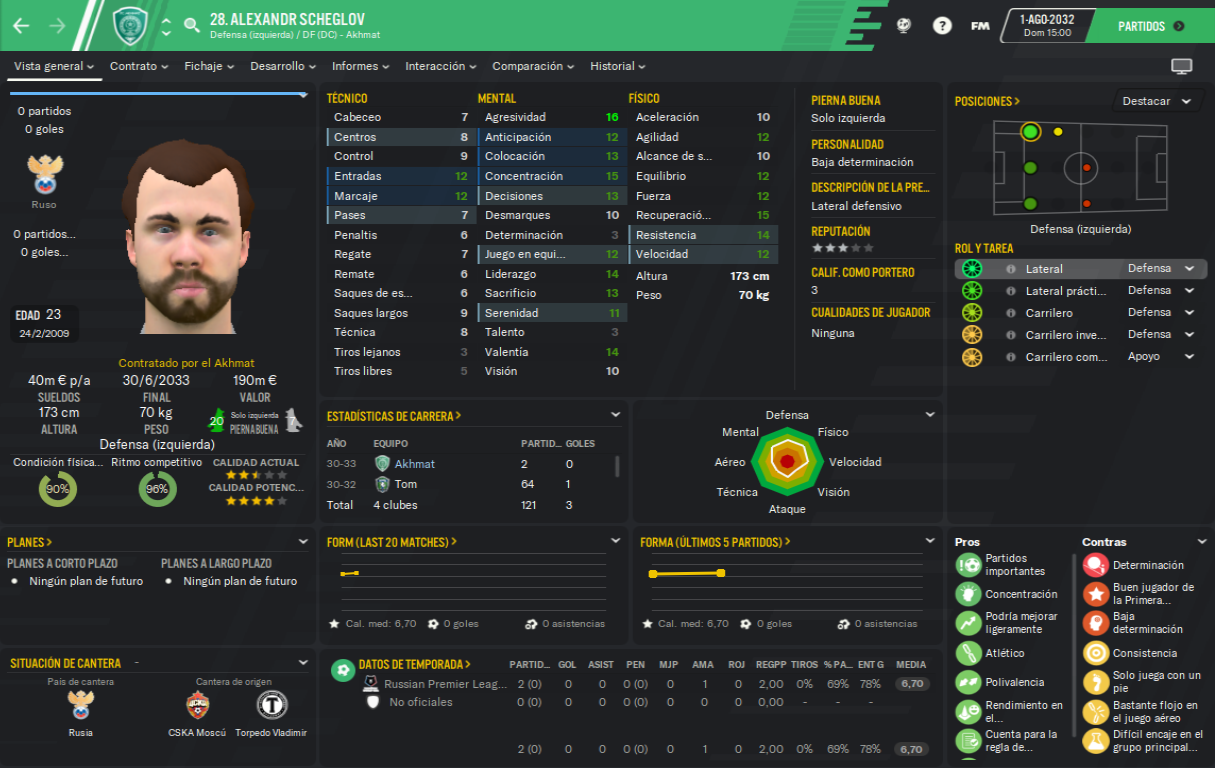 28. ALEXANDR SCHEGLOV
Defensa (izquierda) / DF (DC) - Akhmat
?
FM
1-AGO-2032
Dom 15:00
PARTIDOS
Vista general
Contrato
Fichaje
Desarrollo
Informes
Interacción
Comparación
Historial
0 partidos
0 goles
Ruso
0 partidos...
0 goles...
EDAD 23
24/2/2009
Contratado por el Akhmat
40m € p/a
SUELDOS
30/6/2033
FINAL
190m €
VALOR
173 cm
ALTURA
70 kg
PESO
20
Solo izquierda
PIERNA BUENA
7
Defensa (izquierda)
Condición física...
90%
Ritmo competitivo
96%
CALIDAD ACTUAL
CALIDAD POTENC...
TÉCNICO
Cabeceo 7
Centros 8
Control 9
Entradas 12
Marcaje 12
Pases 7
Penaltis 6
Regate 7
Remate 6
Saques de es... 6
Saques largos 9
Técnica 8
Tiros lejanos 3
Tiros libres 5
MENTAL
Agresividad 16
Anticipación 12
Colocación 13
Concentración 15
Decisiones 13
Desmarques 10
Determinación 3
Juego en equi... 12
Liderazgo 14
Sacrificio 13
Serenidad 11
Talento 3
Valentía 14
Visión 10
FÍSICO
Aceleración 10
Agilidad 12
Alcance de s... 10
Equilibrio 12
Fuerza 12
Recuperació... 15
Resistencia 14
Velocidad 12
Altura 173 cm
Peso 70 kg
PIERNA BUENA
Solo izquierda
PERSONALIDAD
Baja determinación
DESCRIPCIÓN DE LA PRE...
Lateral defensivo
REPUTACIÓN
CALIF. COMO PORTERO
3
CUALIDADES DE JUGADOR
Ninguna
POSICIONES >
Destacar
Defensa (izquierda)
ROL Y TAREA
Lateral Defensa
Lateral prácti... Defensa
Carrilero Defensa
Carrilero inve... Defensa
Carrilero com... Apoyo
ESTADÍSTICAS DE CARRERA >
AÑO EQUIPO PARTID... GOLES
30-33 Akhmat 2 0
30-32 Tom 64 1
Total 4 clubes 121 3
Defensa
Mental
Físico
Aéreo
Velocidad
Técnica
Visión
Ataque
PLANES >
PLANES A CORTO PLAZO
Ningún plan de futuro
PLANES A LARGO PLAZO
Ningún plan de futuro
FORM (LAST 20 MATCHES) >
Cal. med: 6,70 0 goles 0 asistencias
FORMA (ÚLTIMOS 5 PARTIDOS) >
Cal. med: 6,70 0 goles 0 asistencias
Pros
Partidos importantes
Concentración
Podría mejorar ligeramente
Atlético
Polivalencia
Rendimiento en el...
Cuenta para la regla de...
Contras
Determinación
Buen jugador de la Primera...
Baja determinación
Consistencia
Solo juega con un pie
Bastante flojo en el juego aéreo
Difícil encaje en el grupo principal...
SITUACIÓN DE CANTERA -
País de cantera
Rusia
Cantera de origen
CSKA Moscú
Torpedo Vladimir
DATOS DE TEMPORADA >
PARTID... GOL ASIST PEN MJP AMA ROJ REGPP TIROS % PA... ENT G MEDIA
Russian Premier Leag... 2 (0) 0 0 0 (0) 0 1 0 2,00 0% 69% 78% 6,70
No oficiales 0 (0) 0 0 0 (0) 0 0 0 0,00 - - -
2 (0) 0 0 0 (0) 0 1 0 2,00 0% 69% 78% 6,70